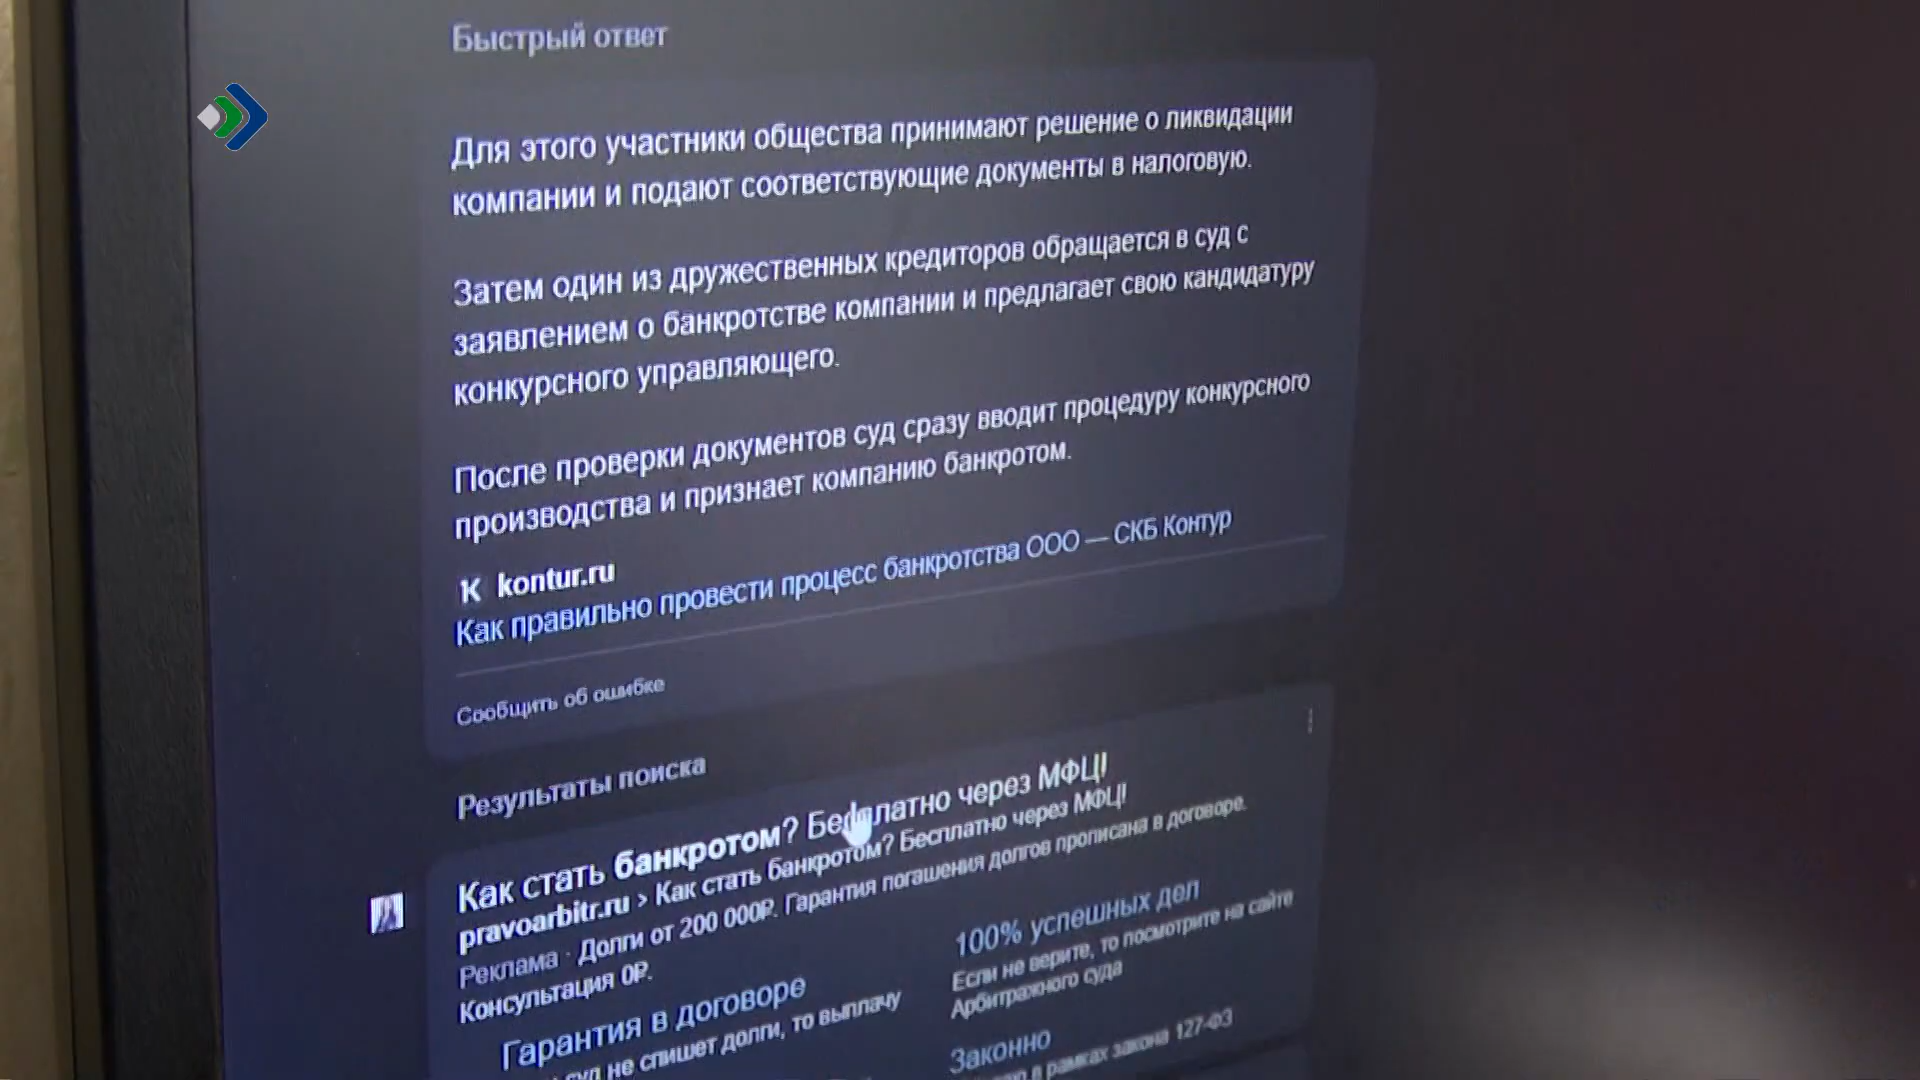 Быстрый ответ
Для этого участники общества принимают решение о ликвидации
компании и подают соответствующие документы в налоговую.
Затем один из дружественных кредиторов обращается в суд с
заявлением о банкротстве компании и предлагает свою кандидатуру
конкурсного управляющего.
После проверки документов суд сразу вводит процедуру конкурсного
производства и признает компанию банкротом.
kontur.ru
Как правильно провести процесс банкротства ООО — СКБ Контур
Сообщить об ошибке
Результаты поиска
Как стать банкротом? Бесплатно через МФЦ!
pravoarbitr.ru › Как стать банкротом? Бесплатно через МФЦ!
Реклама · Долги от 200 000₽. Гарантия погашения долгов прописана в договоре.
Консультация 0₽.
Гарантия в договоре
суд не спишет долги, то выплачу
100% успешных дел
Если не верите, то посмотрите на сайте
Арбитражного суда
Законно
в рамках закона 127-ФЗ